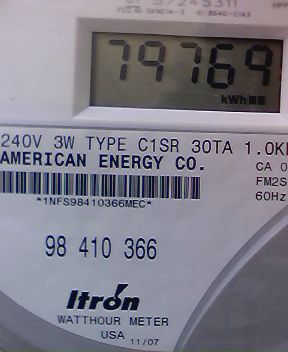 79769
kWh
240V 3W TYPE C1SR 30TA 1.0
AMERICAN ENERGY CO.
CA
FM2S
60Hz
*1NFS98410366MEC*
98 410 366
Itron
WATTHOUR METER
USA 11/07